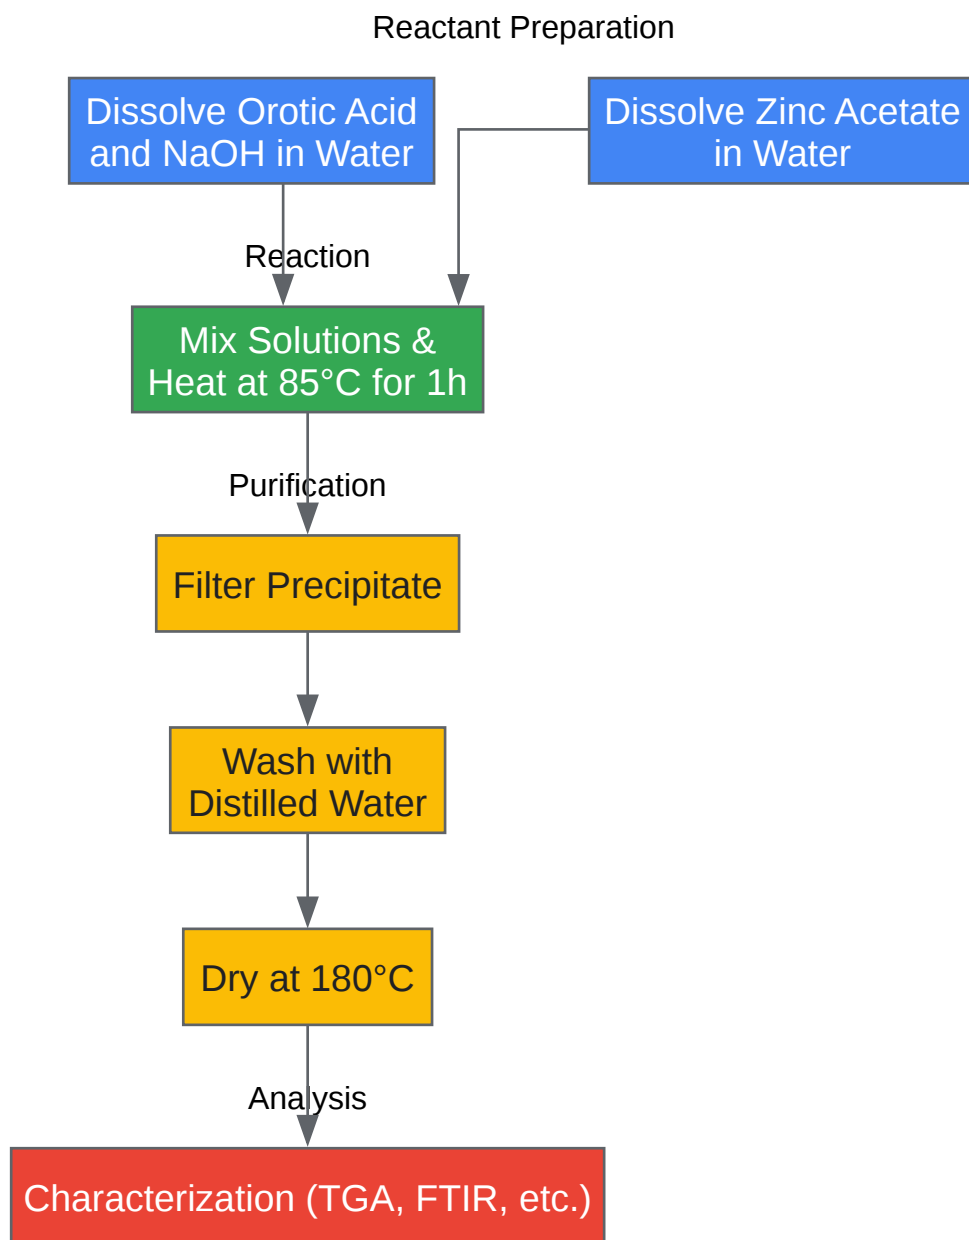 Reactant Preparation
Dissolve Orotic Acid
and NaOH in Water
Dissolve Zinc Acetate
in Water
Reaction
Mix Solutions &
Heat at 85°C for 1h
Purification
Filter Precipitate
Wash with
Distilled Water
Dry at 180°C
Analysis
Characterization (TGA, FTIR, etc.)